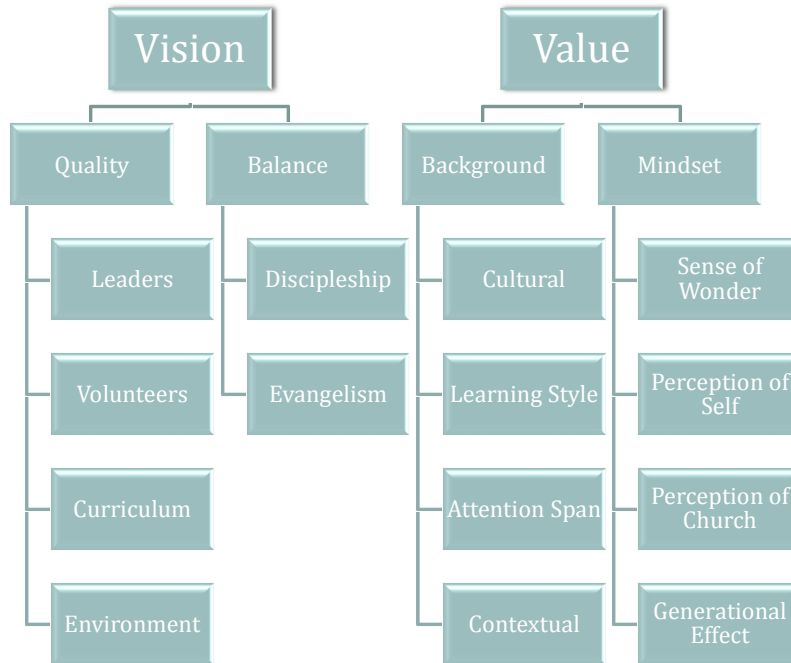 Vision
Value
Quality
Balance
Background
Mindset
Leaders
Discipleship
Cultural
Sense of
Wonder
Volunteers
Evangelism
Learning Style
Perception of
Self
Curriculum
Attention Span
Perception of
Church
Environment
Contextual
Generational
Effect